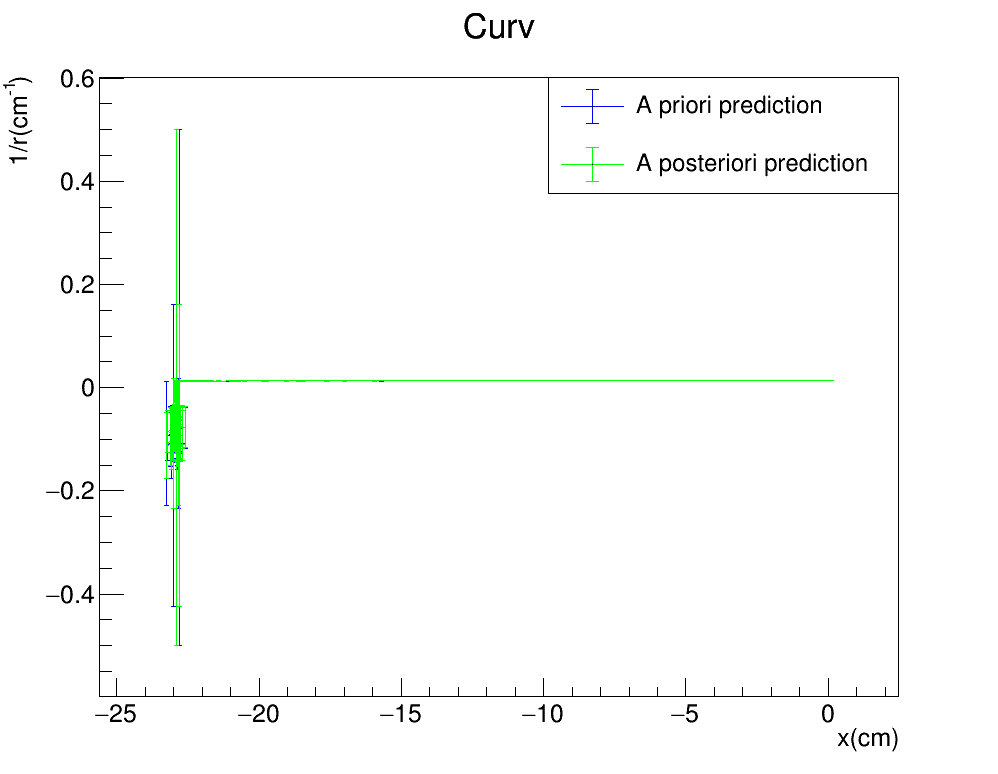 Curv
1/r(cm-1)
A priori prediction
A posteriori prediction
0.6
0.4
0.2
0
−0.2
−0.4
−25 −20 −15 −10 −5 0
x(cm)